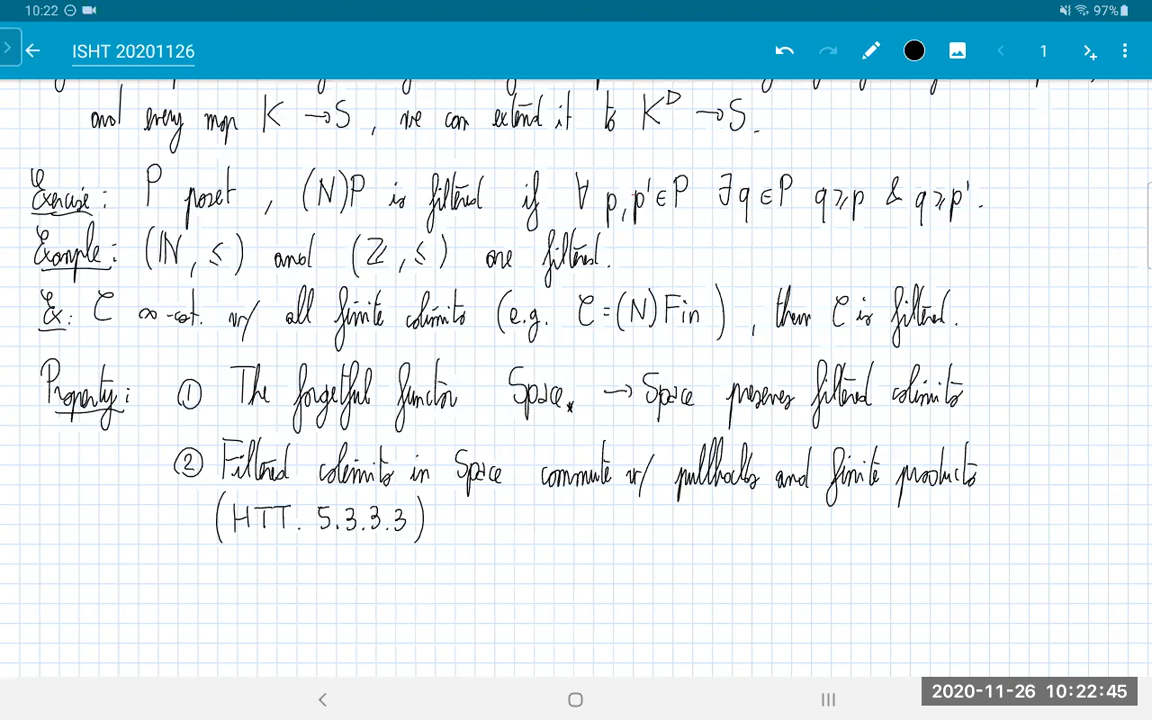 10:22
97%
ISHT 20201126
1
and every map K → S, we can extend it to K^▷ → S.
Exercise: P poset, (N)P is filtered if ∀ p, p' ∈ P ∃ q ∈ P q ≥ p & q ≥ p'.
Example: (ℕ, ≤) and (ℤ, ≤) are filtered.
Ex: C ∞-cat. w/ all finite colimits (e.g. C = (N)Fin), then C is filtered.
Property: ① The forgetful functor Space_* → Space preserves filtered colimits
② Filtered colimits in Space commute w/ pullbacks and finite products
(HTT. 5.3.3.3)
2020-11-26 10:22:45